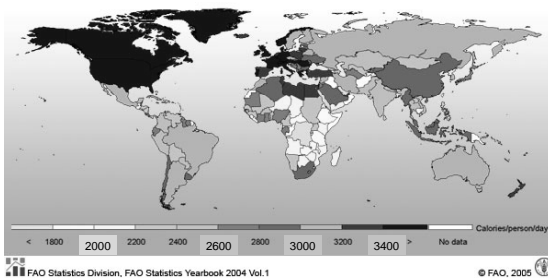 Calories/person/day
< 1800 2000 2200 2400 2600 2800 3000 3200 3400 > No data
FAO Statistics Division, FAO Statistics Yearbook 2004 Vol.1 © FAO, 2005